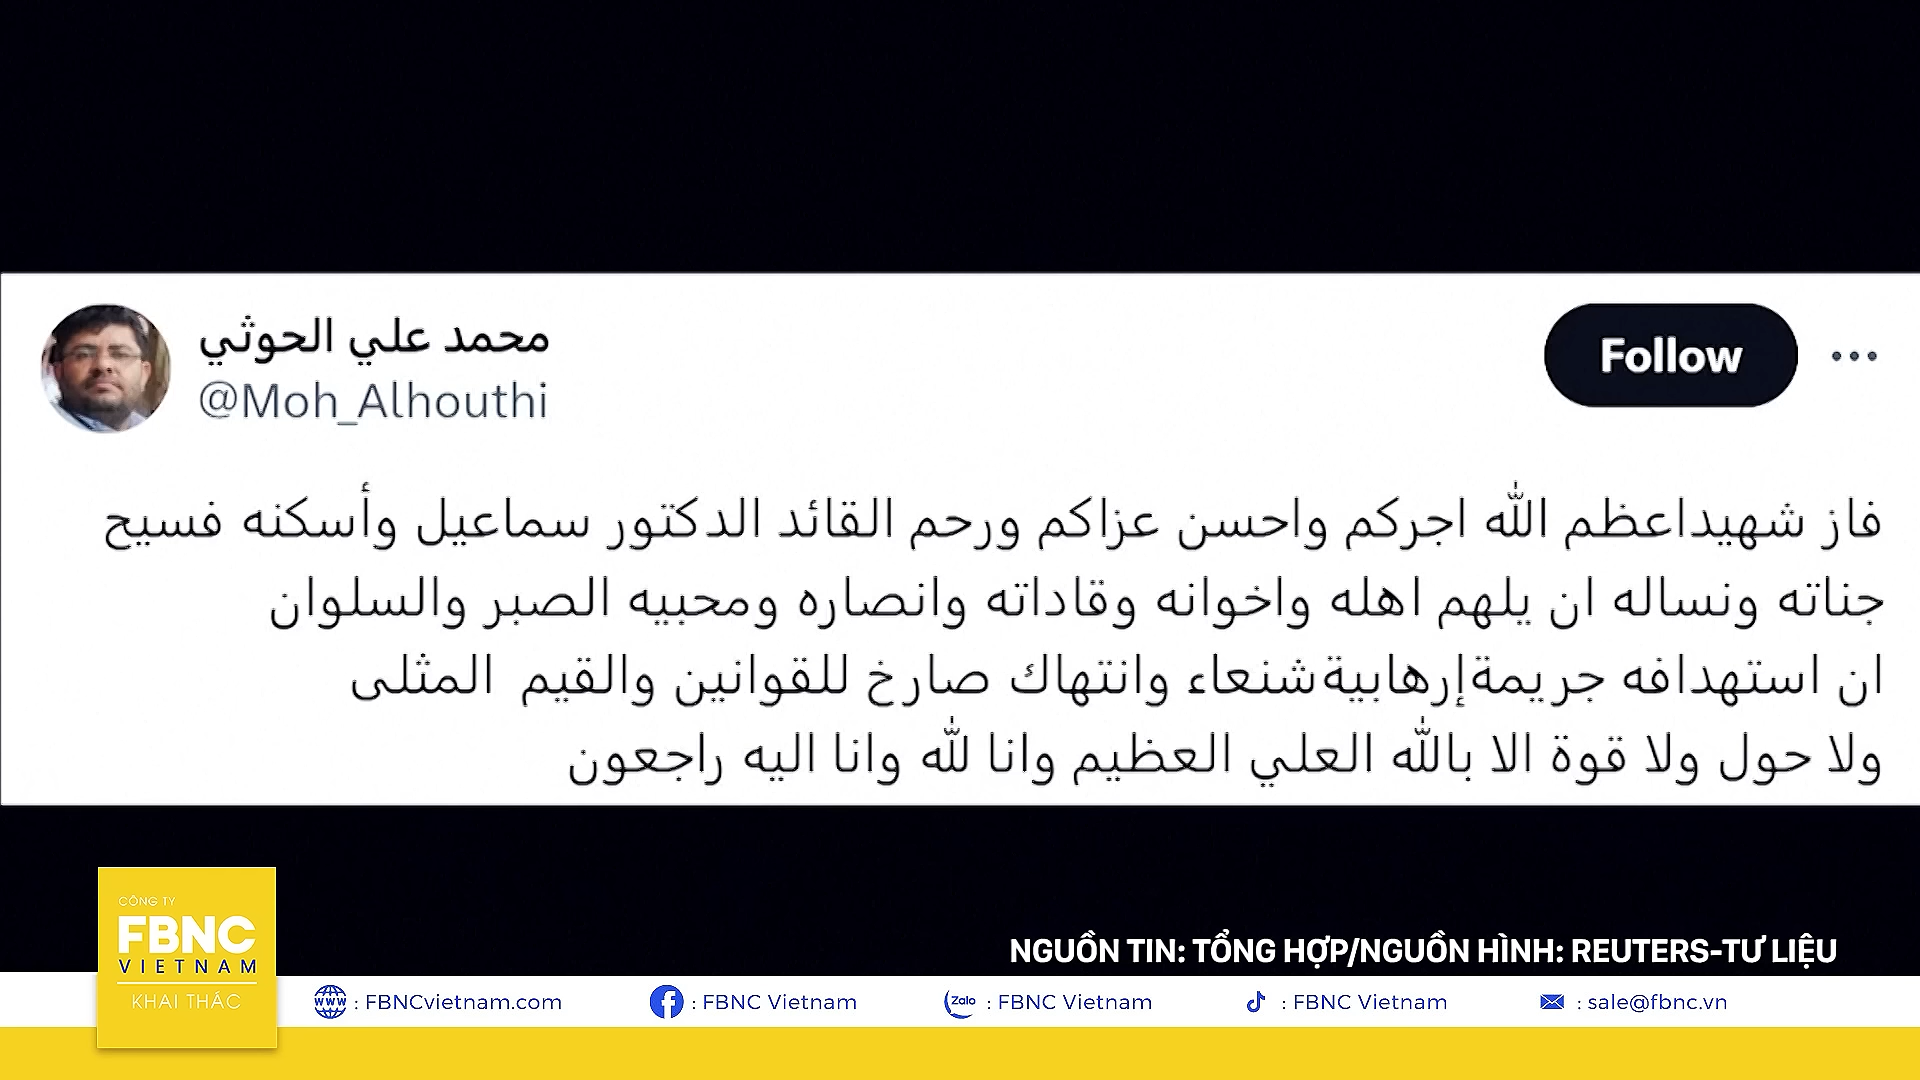 محمد علي الحوثي
@Moh_Alhouthi
Follow
فاز شهيداعظم الله اجركم واحسن عزاكم ورحم القائد الدكتور سماعيل وأسكنه فسيح
جناته ونساله ان يلهم اهله واخوانه وقاداته وانصاره ومحبيه الصبر والسلوان
ان استهدافه جريمةإرهابيةشنعاء وانتهاك صارخ للقوانين والقيم المثلى
ولا حول ولا قوة الا بالله العلي العظيم وانا لله وانا اليه راجعون
NGUỒN TIN: TỔNG HỢP/NGUỒN HÌNH: REUTERS-TƯ LIỆU
CÔNG TY
FBNC
VIETNAM
KHAI THÁC
: FBNCvietnam.com
: FBNC Vietnam
Zalo : FBNC Vietnam
: FBNC Vietnam
: sale@fbnc.vn